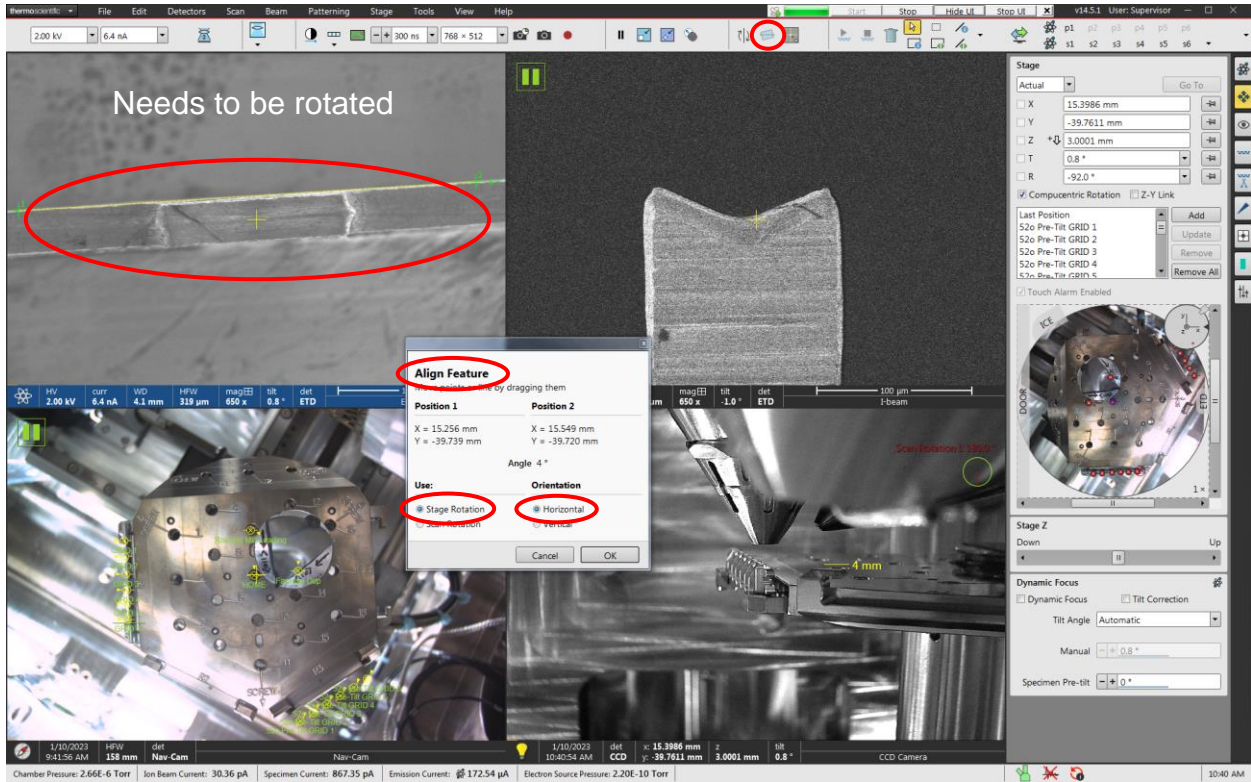 thermoscientific File Edit Detectors Scan Beam Patterning Stage Tools View Help Start Stop Hide UI Stop UI v14.5.1 User: Supervisor
2.00 kV 6.4 nA 300 ns 768 × 512 p1 p2 p3 p4 p5 p6
s1 s2 s3 s4 s5 s6
Needs to be rotated
HV curr WD HFW mag tilt det
2.00 kV 6.4 nA 4.1 mm 319 µm 650 x 0.8 ° ETD
mag tilt det 100 µm
650 x -1.0 ° ETD I-beam
Align Feature
Position 1 Position 2
X = 15.256 mm X = 15.549 mm
Y = -39.739 mm Y = -39.720 mm
Angle 4 °
Use: Orientation
Stage Rotation Horizontal
Scan Rotation Vertical
Cancel OK
HOME
SCREW
4 mm
1/10/2023 HFW det
9:41:56 AM 158 mm Nav-Cam Nav-Cam
1/10/2023 det x: 15.3986 mm z tilt
10:40:54 AM CCD y: -39.7611 mm 3.0001 mm 0.8 ° CCD Camera
Stage
Actual Go To
X 15.3986 mm
Y -39.7611 mm
Z 3.0001 mm
T 0.8 °
R -92.0 °
Compucentric Rotation Z-Y Link
Last Position Add
52o Pre-Tilt GRID 1
52o Pre-Tilt GRID 2 Update
52o Pre-Tilt GRID 3 Remove
52o Pre-Tilt GRID 4
52o Pre-Tilt GRID 5 Remove All
Touch Alarm Enabled
ICE
DOOR
ETD
1 ×
Stage Z
Down Up
Dynamic Focus
Dynamic Focus Tilt Correction
Tilt Angle Automatic
Manual 0.8 °
Specimen Pre-tilt 0 °
Chamber Pressure: 2.66E-6 Torr Ion Beam Current: 30.36 pA Specimen Current: 867.35 pA Emission Current: 172.54 µA Electron Source Pressure: 2.20E-10 Torr 10:40 AM